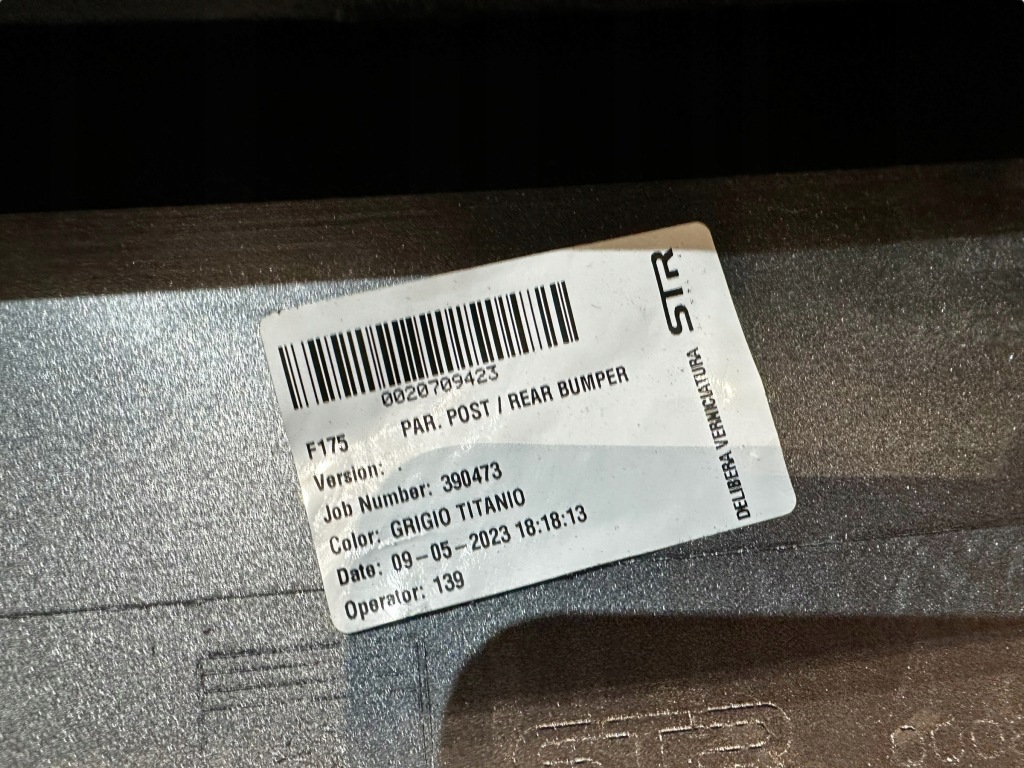 0020709423
F175 PAR. POST / REAR BUMPER
Version: .
Job Number: 390473
Color: GRIGIO TITANIO
Date: 09-05-2023 18:18:13
Operator: 139
DELIBERA VERNICIATURA
STR
STR